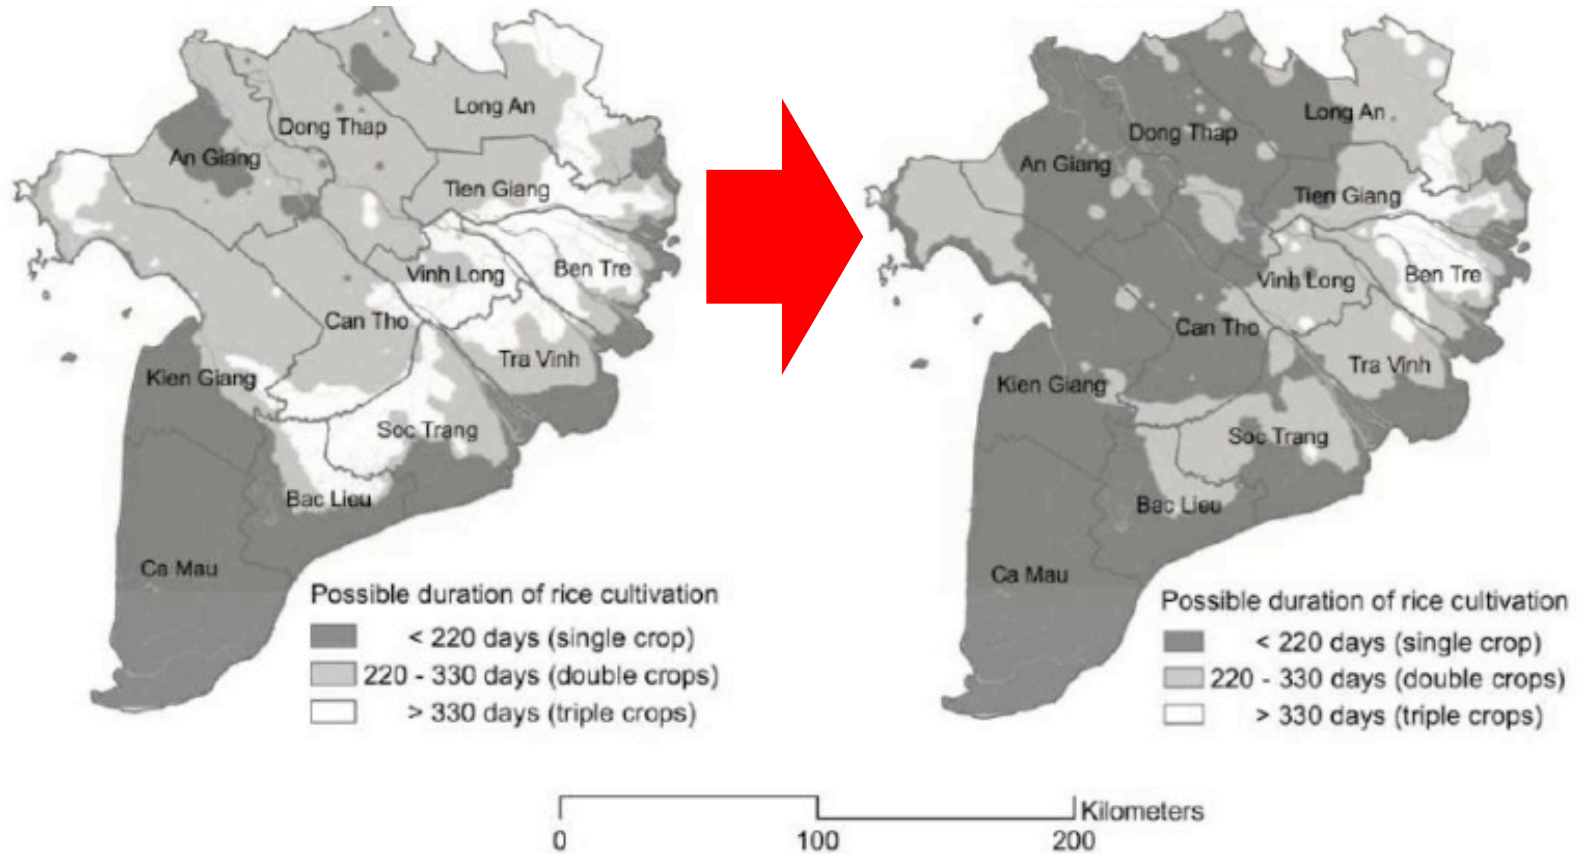 Long An
Dong Thap
An Giang
Tien Giang
Vinh Long
Ben Tre
Can Tho
Tra Vinh
Kien Giang
Soc Trang
Bac Lieu
Ca Mau
Possible duration of rice cultivation
< 220 days (single crop)
220 - 330 days (double crops)
> 330 days (triple crops)
Long An
Dong Thap
An Giang
Tien Giang
Vinh Long
Ben Tre
Can Tho
Tra Vinh
Kien Giang
Soc Trang
Bac Lieu
Ca Mau
Possible duration of rice cultivation
< 220 days (single crop)
220 - 330 days (double crops)
> 330 days (triple crops)
Kilometers
0 100 200